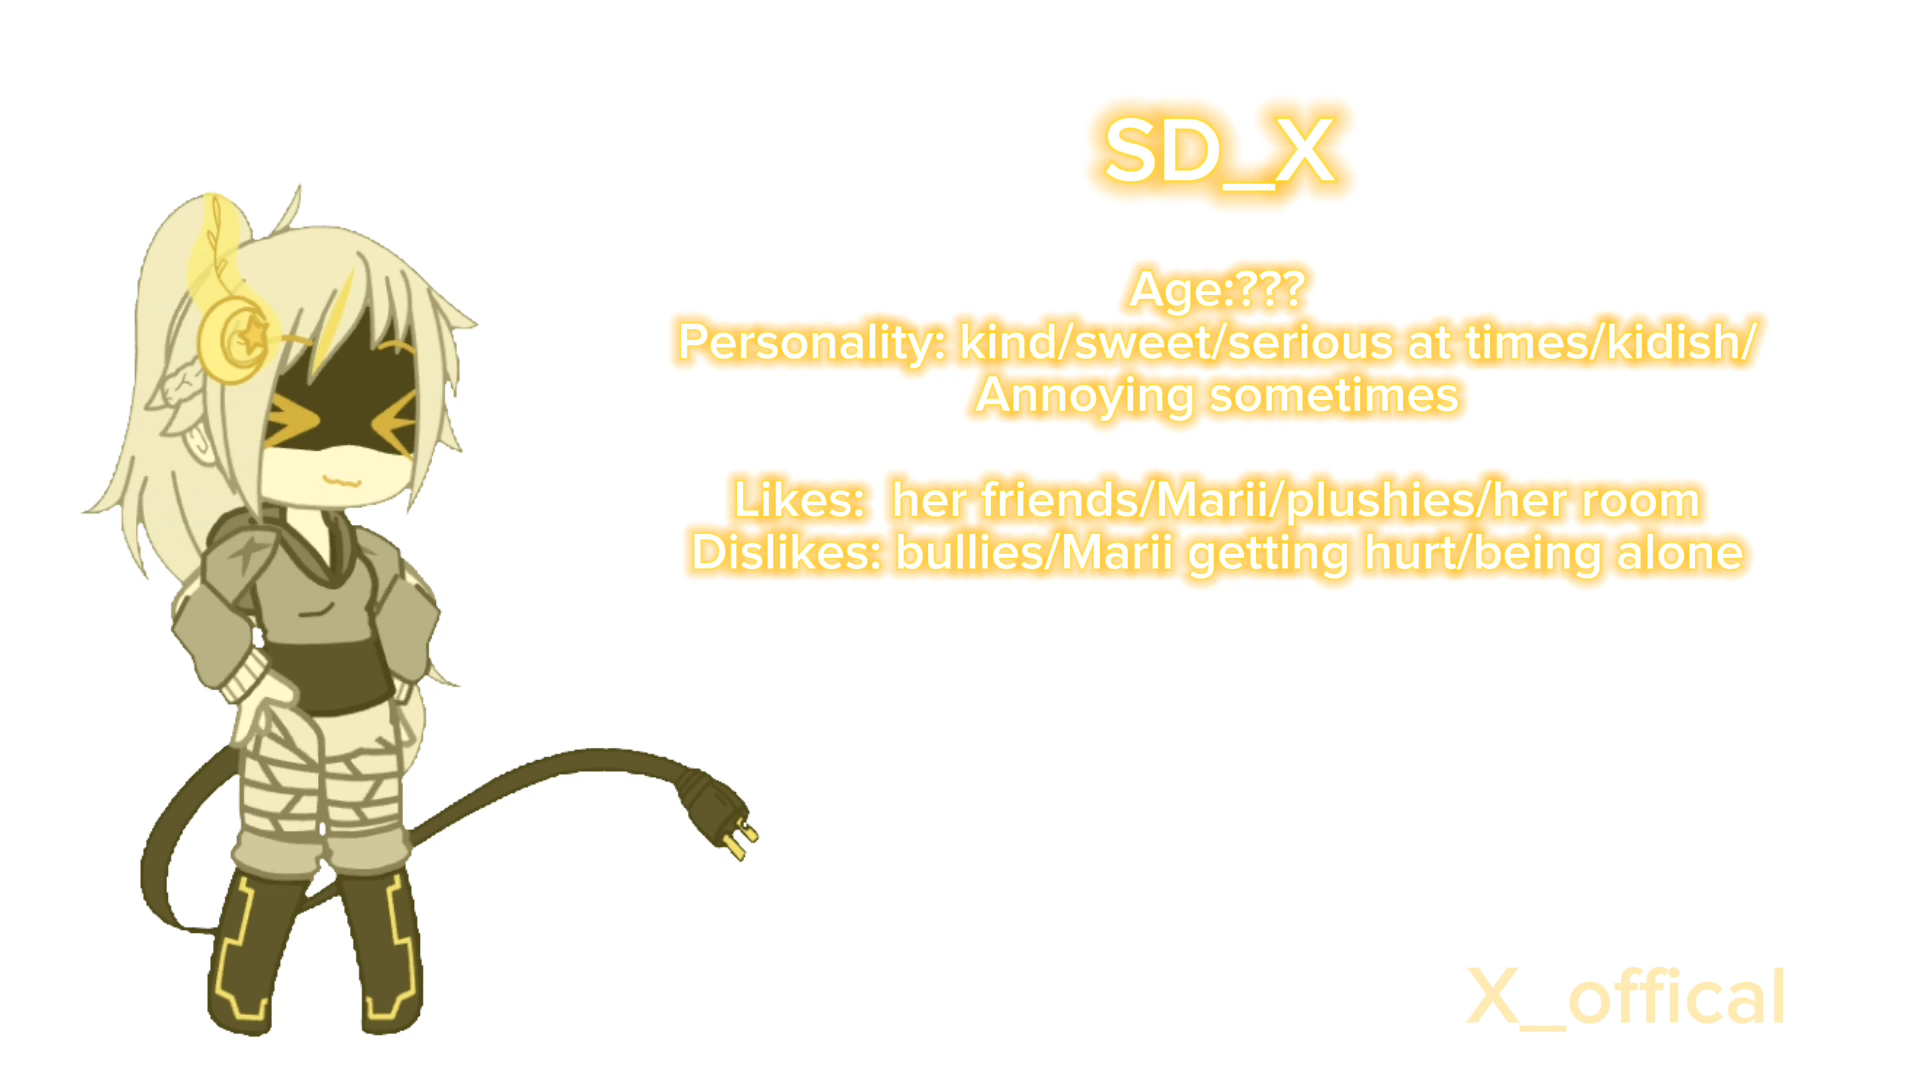 SD_X
Age:???
Personality: kind/sweet/serious at times/kidish/
Annoying sometimes
Likes:  her friends/Marii/plushies/her room
Dislikes: bullies/Marii getting hurt/being alone
X_offical